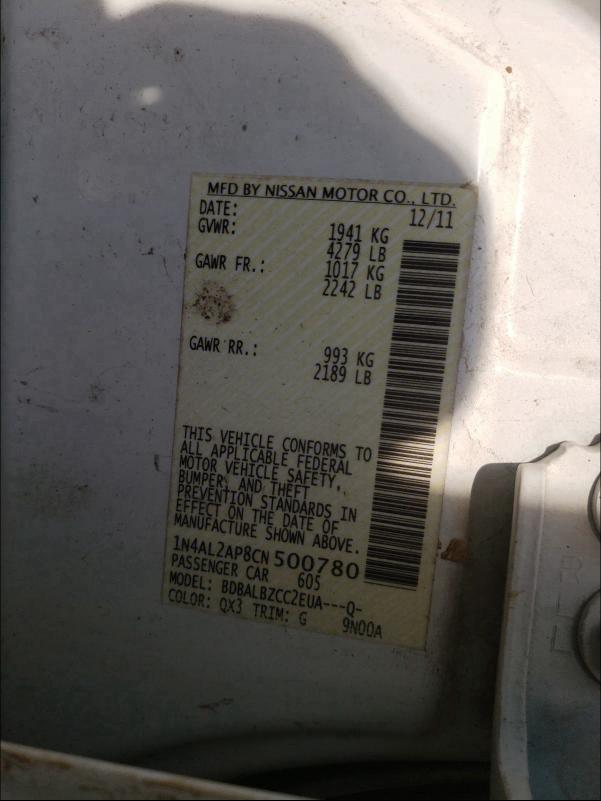 MFD BY NISSAN MOTOR CO., LTD.
DATE: 12/11
GVWR: 1941 KG
4279 LB
GAWR FR.: 1017 KG
2242 LB
GAWR RR.: 993 KG
2189 LB
THIS VEHICLE CONFORMS TO
ALL APPLICABLE FEDERAL
MOTOR VEHICLE SAFETY,
BUMPER, AND THEFT
PREVENTION STANDARDS IN
EFFECT ON THE DATE OF
MANUFACTURE SHOWN ABOVE.
1N4AL2AP8CN500780
PASSENGER CAR 605
MODEL: BDBALBZCC2EUA---Q-
COLOR: QX3 TRIM: G 9N00A